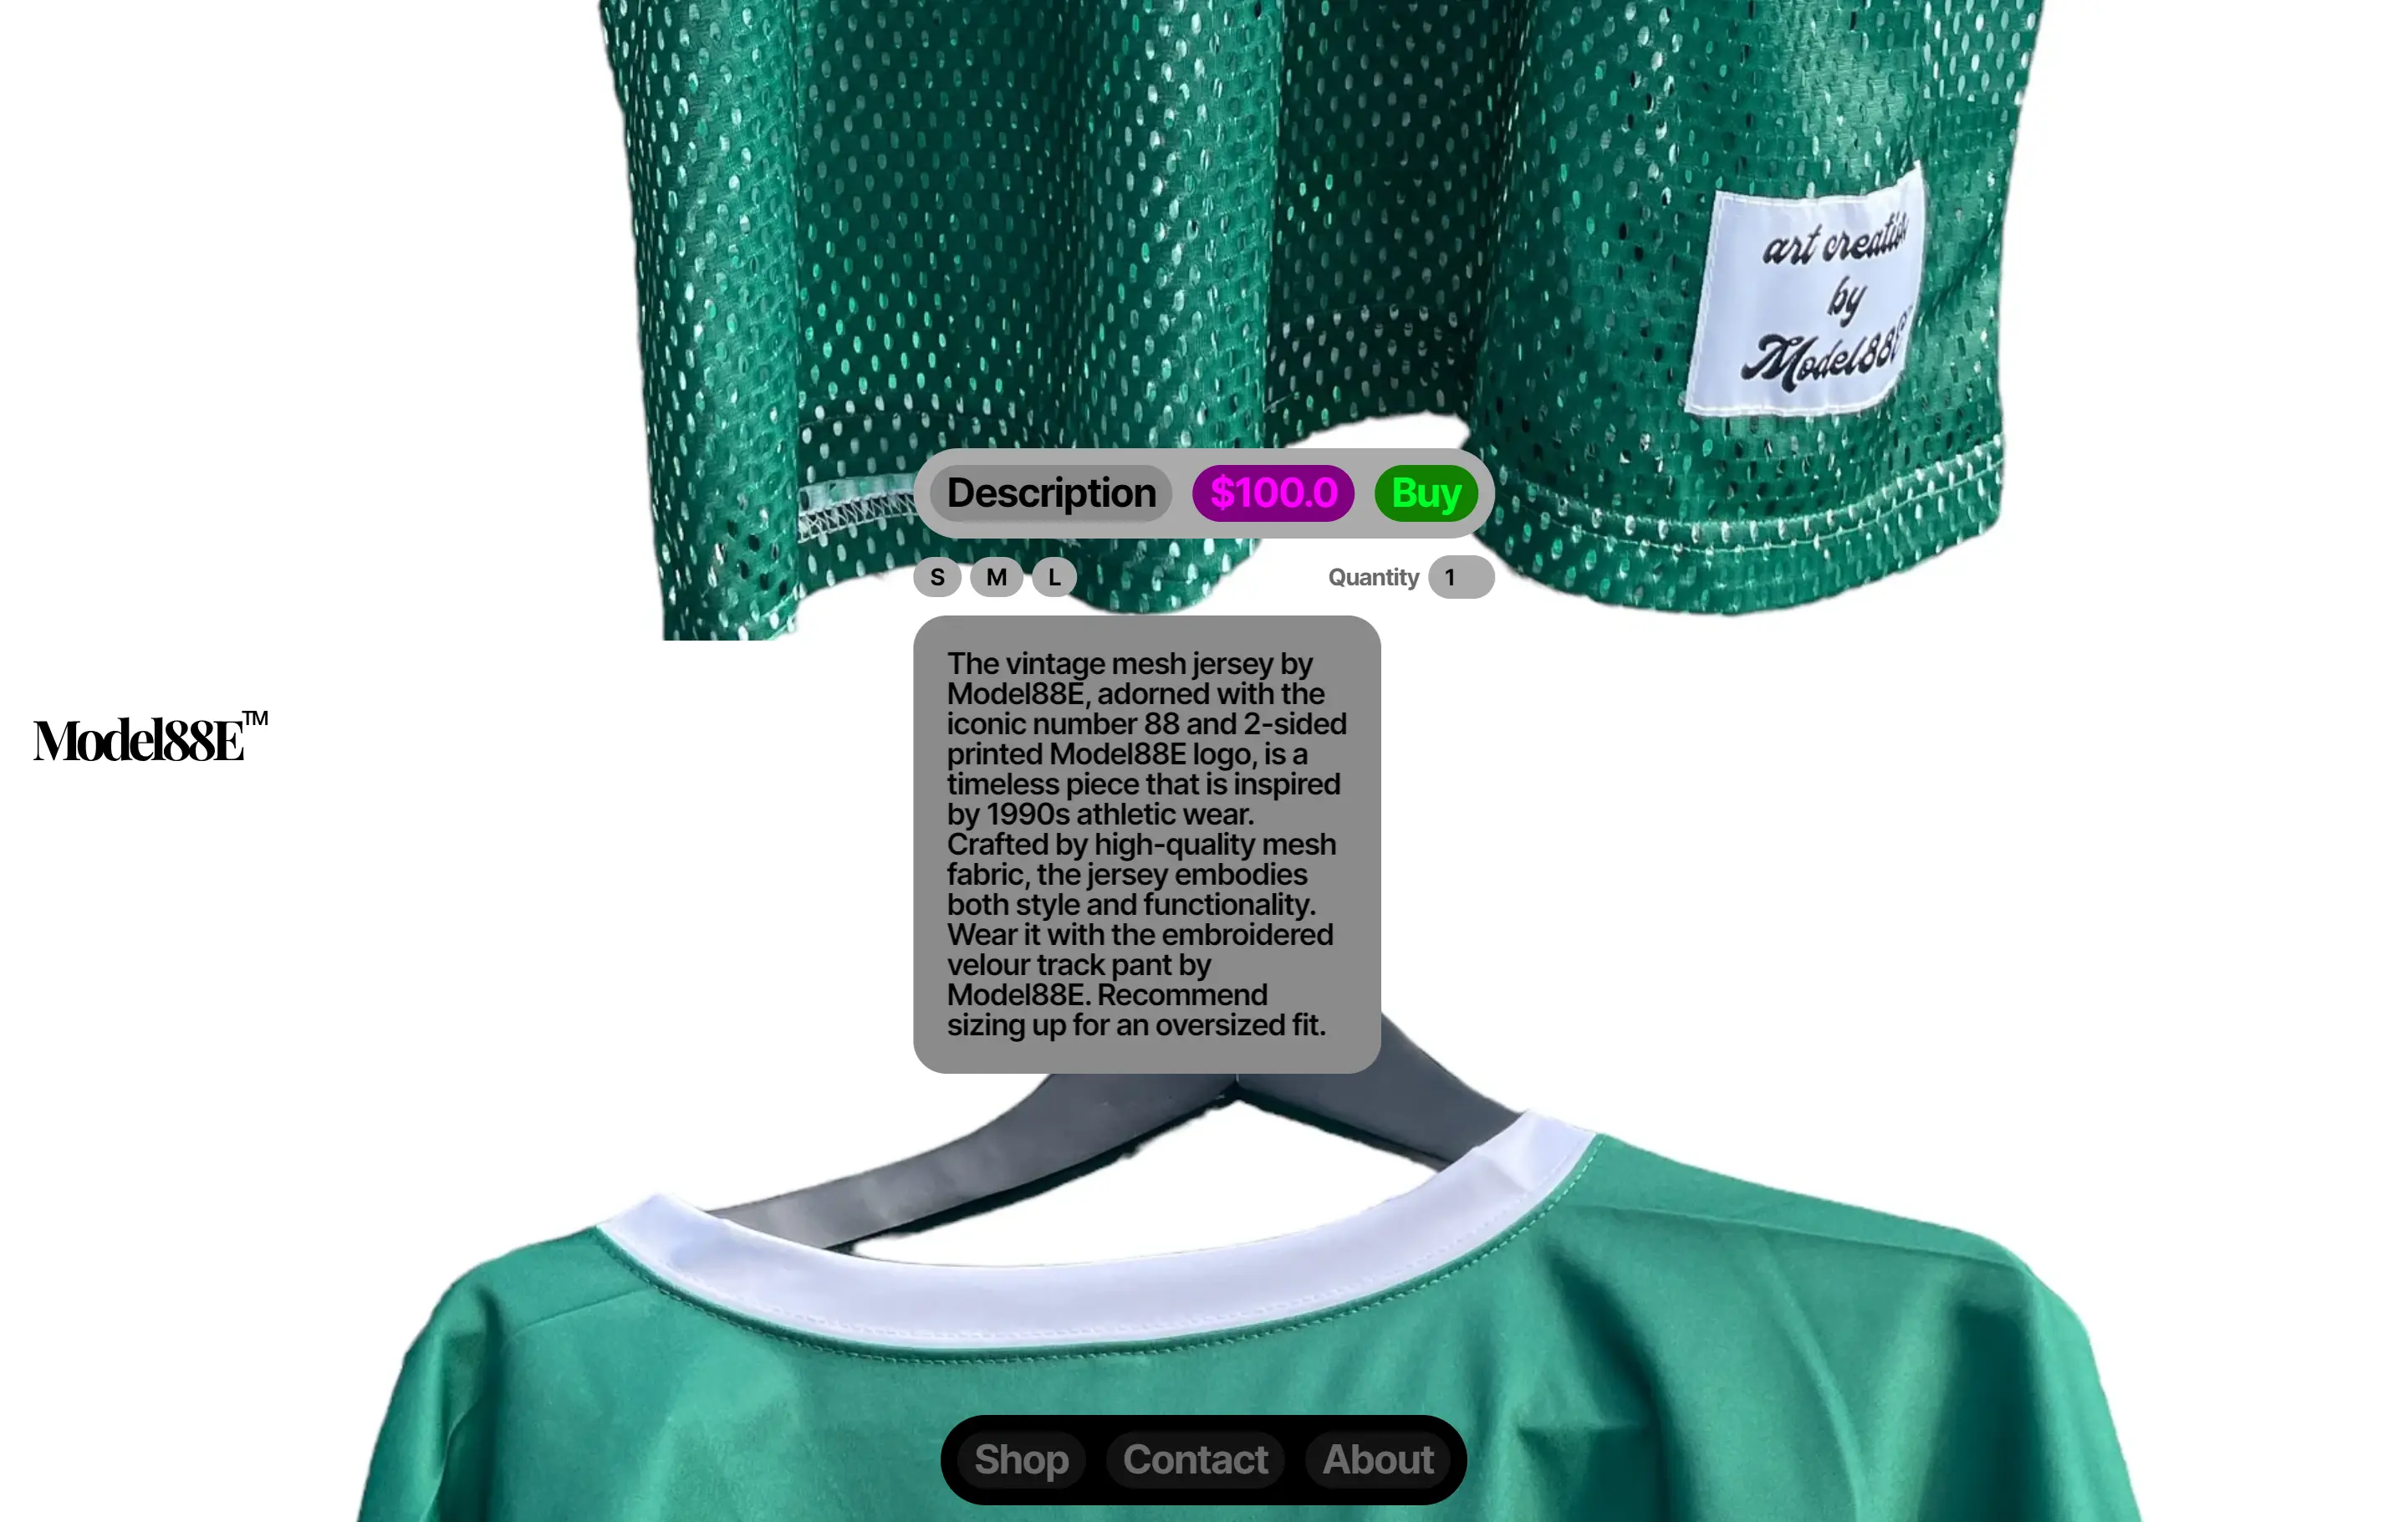 art creation
by
Model88E
Description $100.0 Buy
S M L Quantity 1
The vintage mesh jersey by
Model88E, adorned with the
iconic number 88 and 2-sided
printed Model88E logo, is a
timeless piece that is inspired
by 1990s athletic wear.
Crafted by high-quality mesh
fabric, the jersey embodies
both style and functionality.
Wear it with the embroidered
velour track pant by
Model88E. Recommend
sizing up for an oversized fit.
Model88E™
Shop Contact About